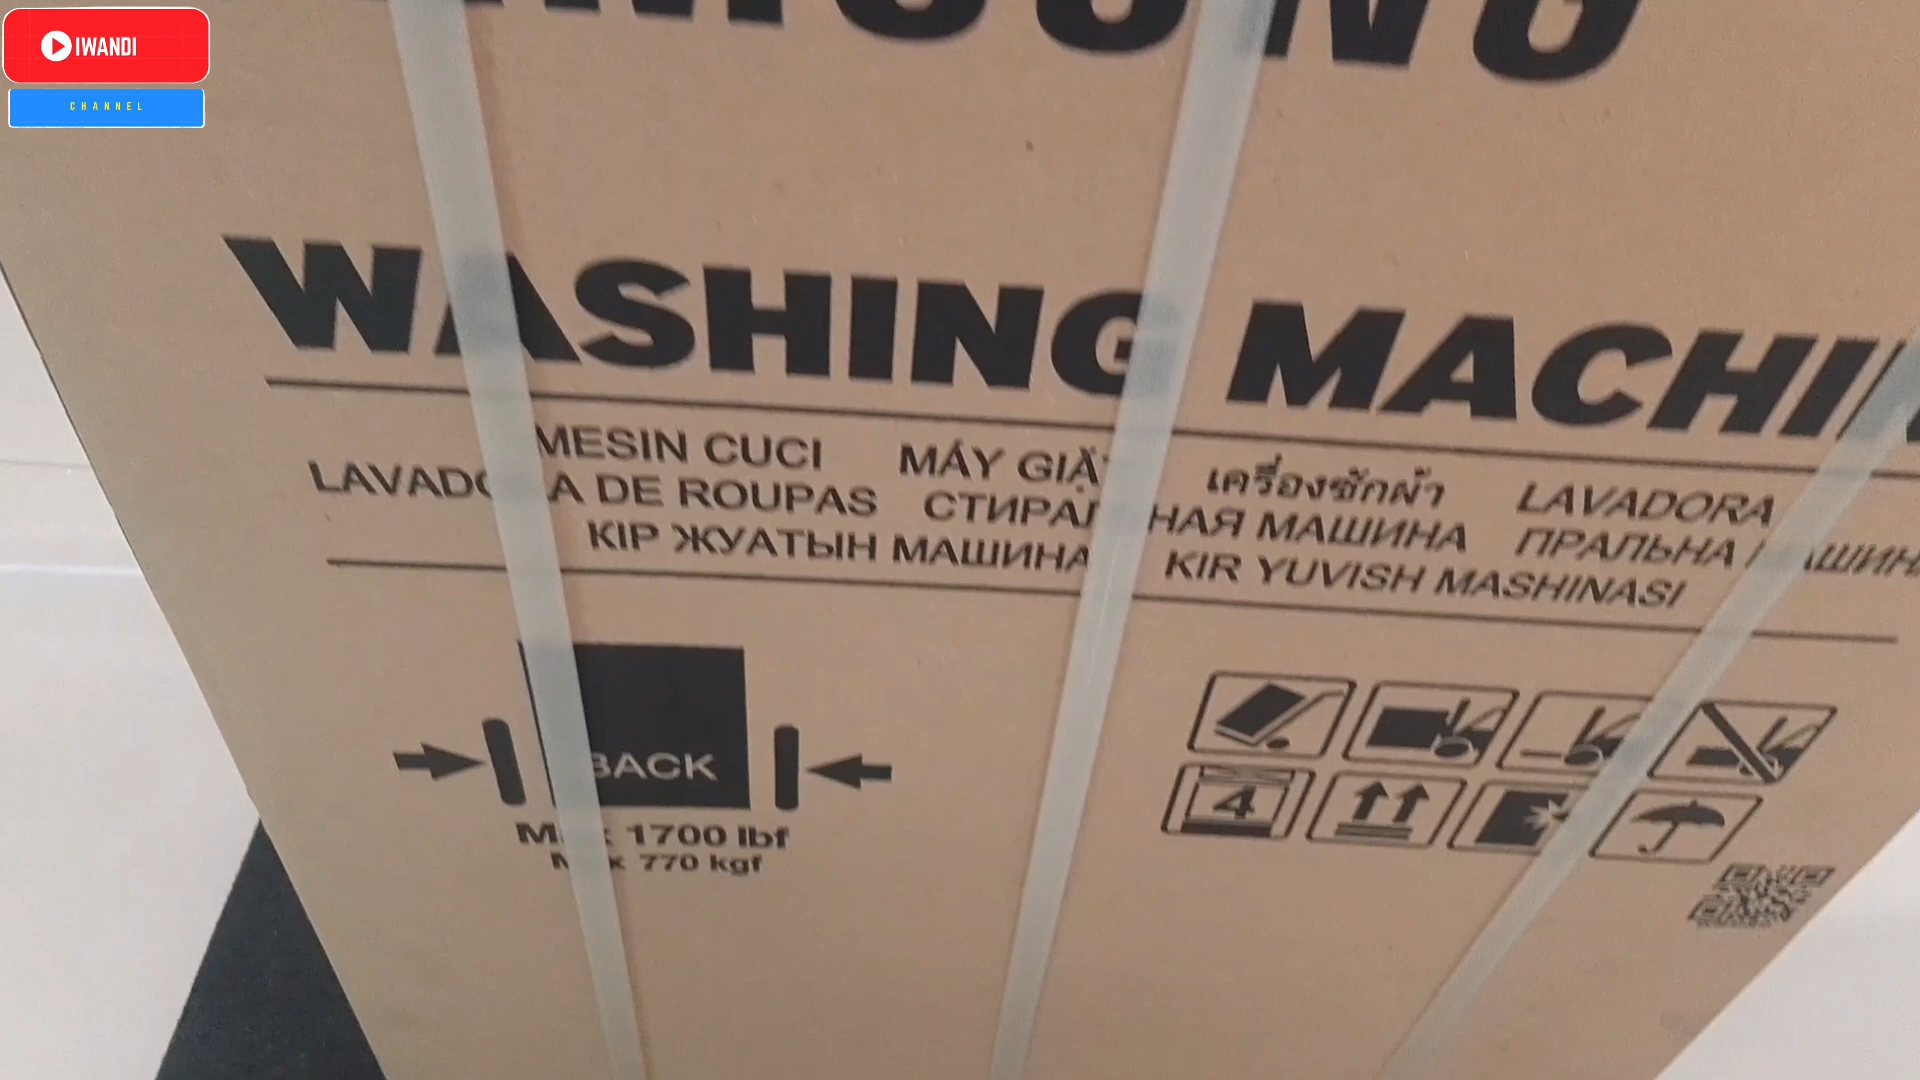 IWANDI
CHANNEL
WASHING
MESIN CUCI MÁY GIẶT เครื่องซักผ้า LAVADORA
LAVADORA DE ROUPAS СТИРАЛЬНАЯ МАШИНА ПРАЛЬНА МАШИНА
КІР ЖУАТЫН МАШИНА KIR YUVISH MASHINASI
BACK
Max 1700 lbf
Max 770 kgf
4